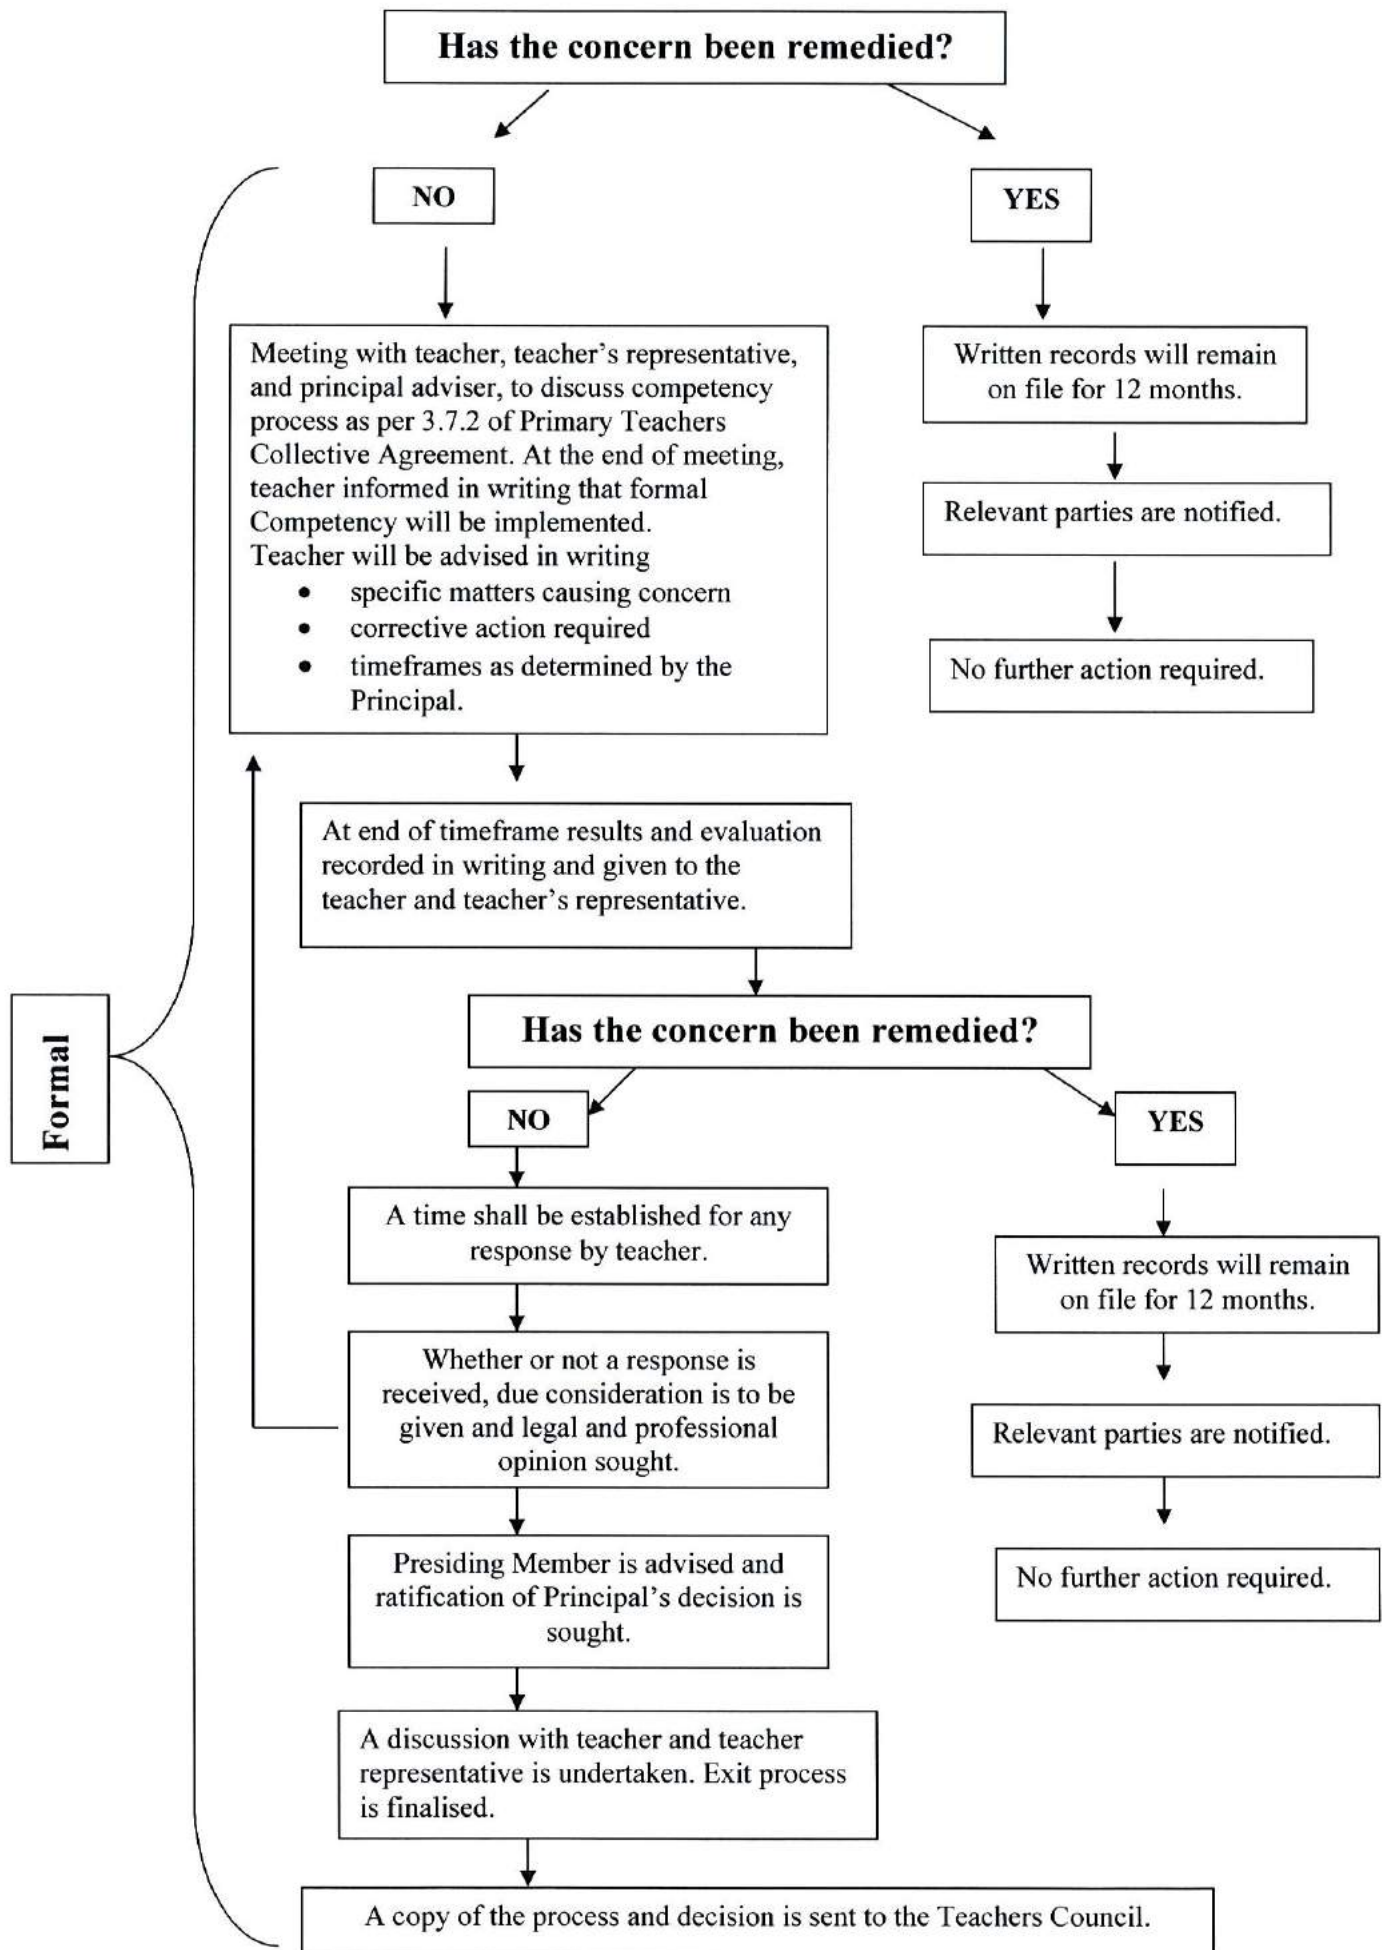 Has the concern been remedied?
NO
YES
Meeting with teacher, teacher's representative,
and principal adviser, to discuss competency
process as per 3.7.2 of Primary Teachers
Collective Agreement. At the end of meeting,
teacher informed in writing that formal
Competency will be implemented.
Teacher will be advised in writing
• specific matters causing concern
• corrective action required
• timeframes as determined by the
Principal.
Written records will remain
on file for 12 months.
Relevant parties are notified.
No further action required.
At end of timeframe results and evaluation
recorded in writing and given to the
teacher and teacher's representative.
Formal
Has the concern been remedied?
NO
YES
A time shall be established for any
response by teacher.
Whether or not a response is
received, due consideration is to be
given and legal and professional
opinion sought.
Presiding Member is advised and
ratification of Principal's decision is
sought.
A discussion with teacher and teacher
representative is undertaken. Exit process
is finalised.
Written records will remain
on file for 12 months.
Relevant parties are notified.
No further action required.
A copy of the process and decision is sent to the Teachers Council.